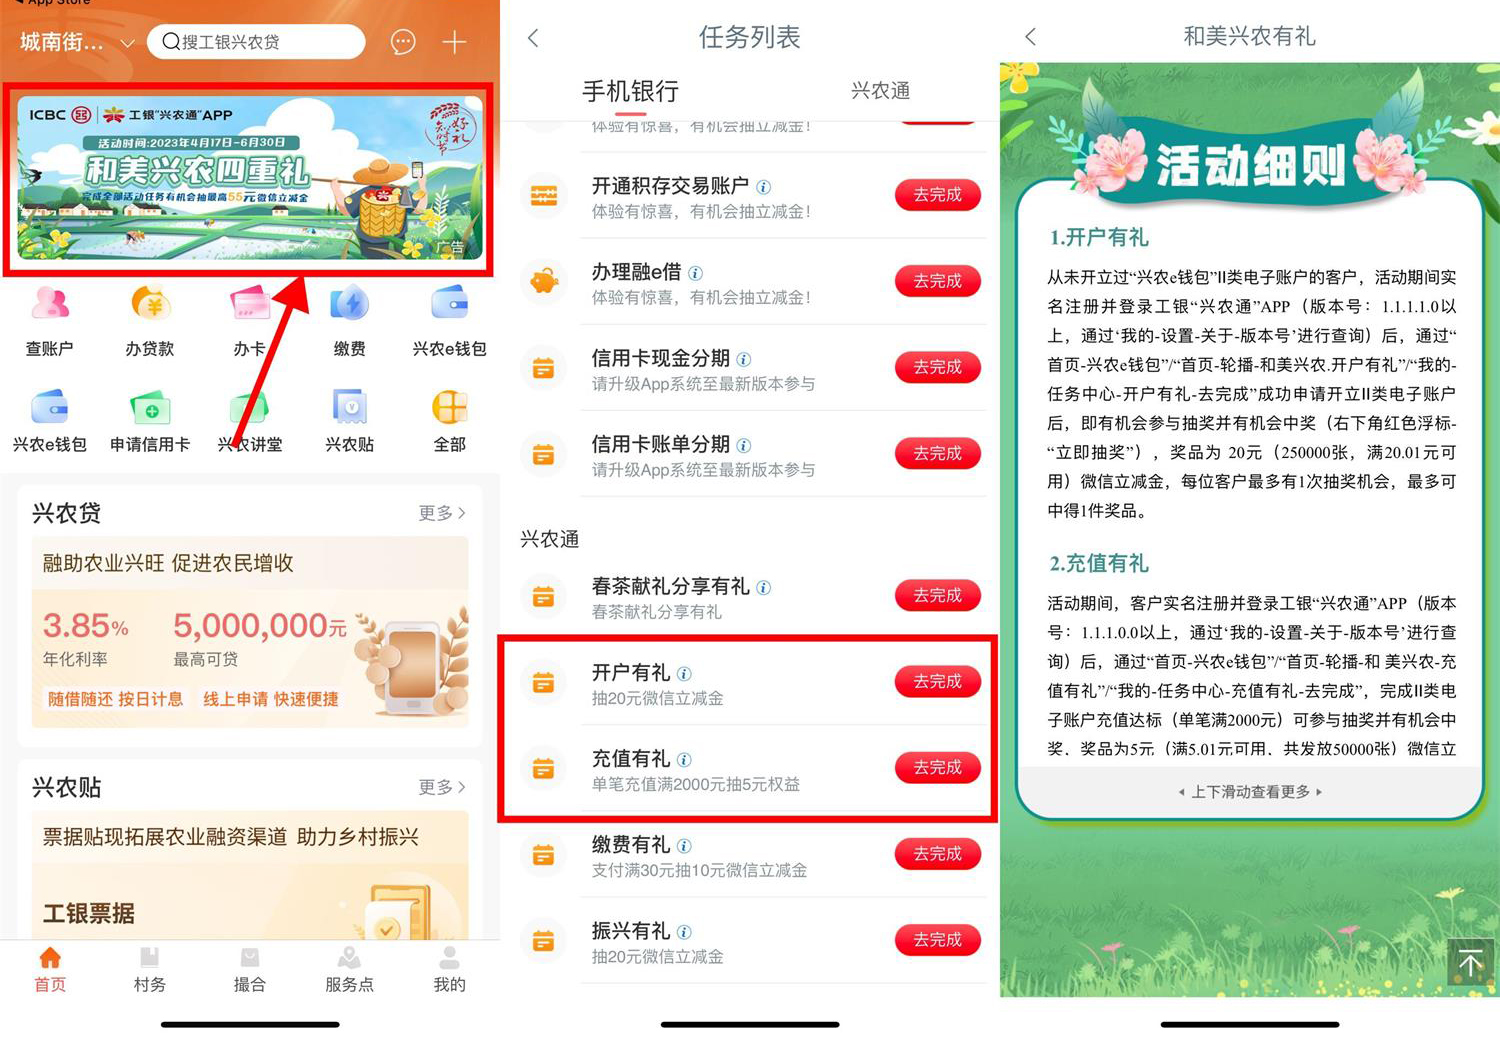 App Store
城南街...
搜工银兴农贷
ICBC
工银“兴农通”APP
好礼
活动时间:2023年4月17日-6月30日
和美兴农四重礼
完成全部活动任务有机会抽最高55元微信立减金
广告
查账户
办贷款
办卡
缴费
兴农e钱包
兴农e钱包
申请信用卡
兴农讲堂
兴农贴
全部
兴农贷
更多
融助农业兴旺 促进农民增收
3.85%
5,000,000元
年化利率
最高可贷
随借随还 按日计息
线上申请 快速便捷
兴农贴
更多
票据贴现拓展农业融资渠道 助力乡村振兴
工银票据
首页
村务
撮合
服务点
我的
任务列表
手机银行
兴农通
体验有惊喜，有机会抽立减金！
开通积存交易账户
体验有惊喜，有机会抽立减金！
去完成
办理融e借
体验有惊喜，有机会抽立减金！
去完成
信用卡现金分期
请升级App系统至最新版本参与
去完成
信用卡账单分期
请升级App系统至最新版本参与
去完成
兴农通
春茶献礼分享有礼
春茶献礼分享有礼
去完成
开户有礼
抽20元微信立减金
去完成
充值有礼
单笔充值满2000元抽5元权益
去完成
缴费有礼
支付满30元抽10元微信立减金
去完成
振兴有礼
抽20元微信立减金
去完成
和美兴农有礼
活动细则
1.开户有礼
从未开立过“兴农e钱包”II类电子账户的客户，活动期间实
名注册并登录工银“兴农通”APP（版本号：1.1.1.1.0以
上，通过‘我的-设置-关于-版本号’进行查询）后，通过“
首页-兴农e钱包”/“首页-轮播-和美兴农.开户有礼”/“我的-
任务中心-开户有礼-去完成”成功申请开立II类电子账户
后，即有机会参与抽奖并有机会中奖（右下角红色浮标-
“立即抽奖”），奖品为 20元（250000张，满20.01元可
用）微信立减金，每位客户最多有1次抽奖机会，最多可
中得1件奖品。
2.充值有礼
活动期间，客户实名注册并登录工银“兴农通”APP（版本
号：1.1.1.0.0以上，通过‘我的-设置-关于-版本号’进行查
询）后，通过“首页-兴农e钱包”/“首页-轮播-和 美兴农-充
值有礼”/“我的-任务中心-充值有礼-去完成”，完成II类电
子账户充值达标（单笔满2000元）可参与抽奖并有机会中
奖，奖品为5元（满5.01元可用，共发放50000张）微信立
上下滑动查看更多